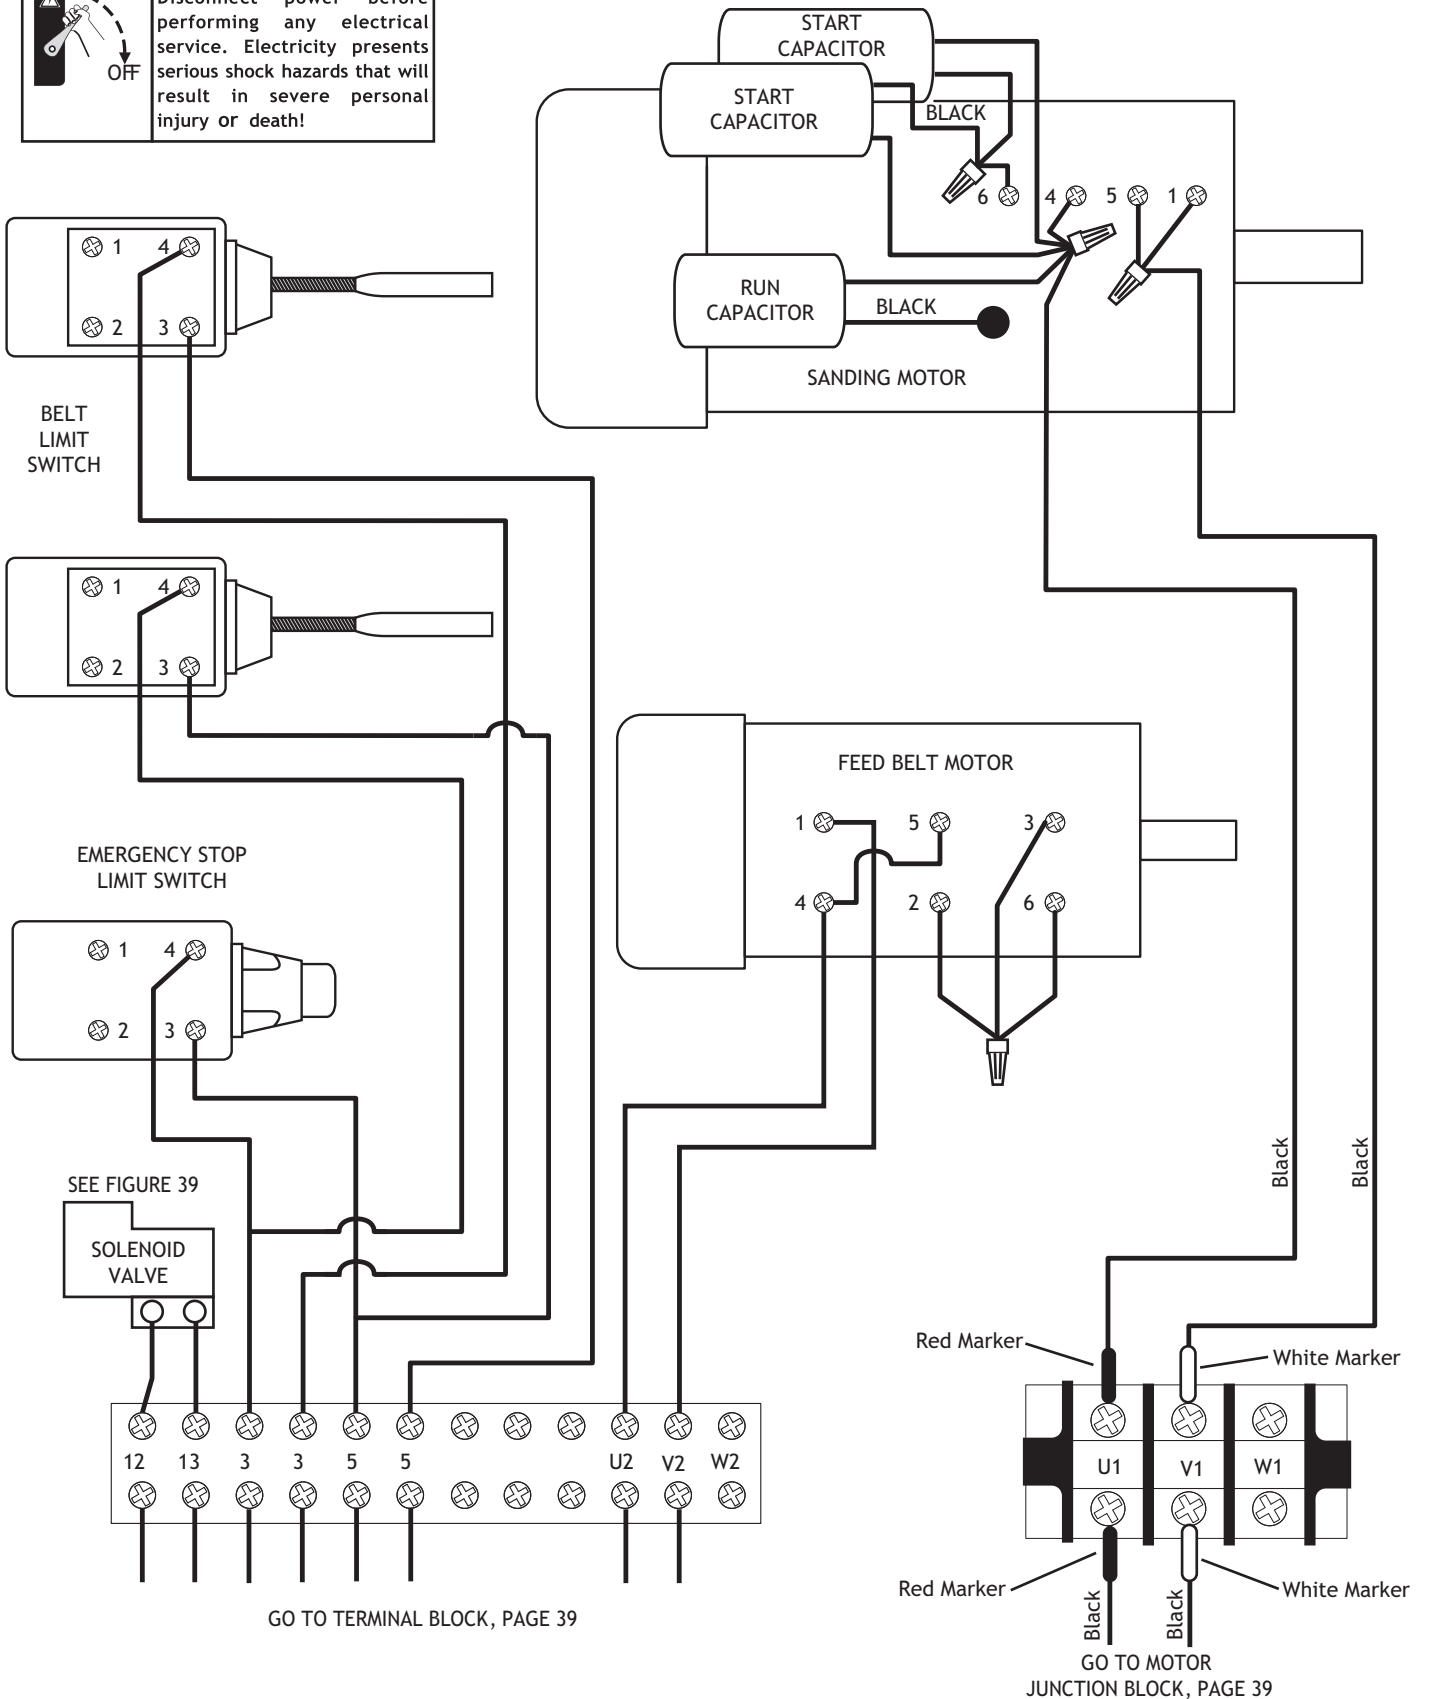 Disconnect power before
performing any electrical
service. Electricity presents
serious shock hazards that will
result in severe personal
injury or death!
OFF
START
CAPACITOR
START
CAPACITOR
BLACK
6
4
5
1
RUN
CAPACITOR
BLACK
SANDING MOTOR
1
4
2
3
BELT
LIMIT
SWITCH
1
4
2
3
FEED BELT MOTOR
1
5
3
4
2
6
EMERGENCY STOP
LIMIT SWITCH
1
4
2
3
Black
Black
SEE FIGURE 39
SOLENOID
VALVE
Red Marker
White Marker
12
13
3
3
5
5
U2
V2
W2
U1
V1
W1
Red Marker
White Marker
Black
Black
GO TO TERMINAL BLOCK, PAGE 39
GO TO MOTOR
JUNCTION BLOCK, PAGE 39